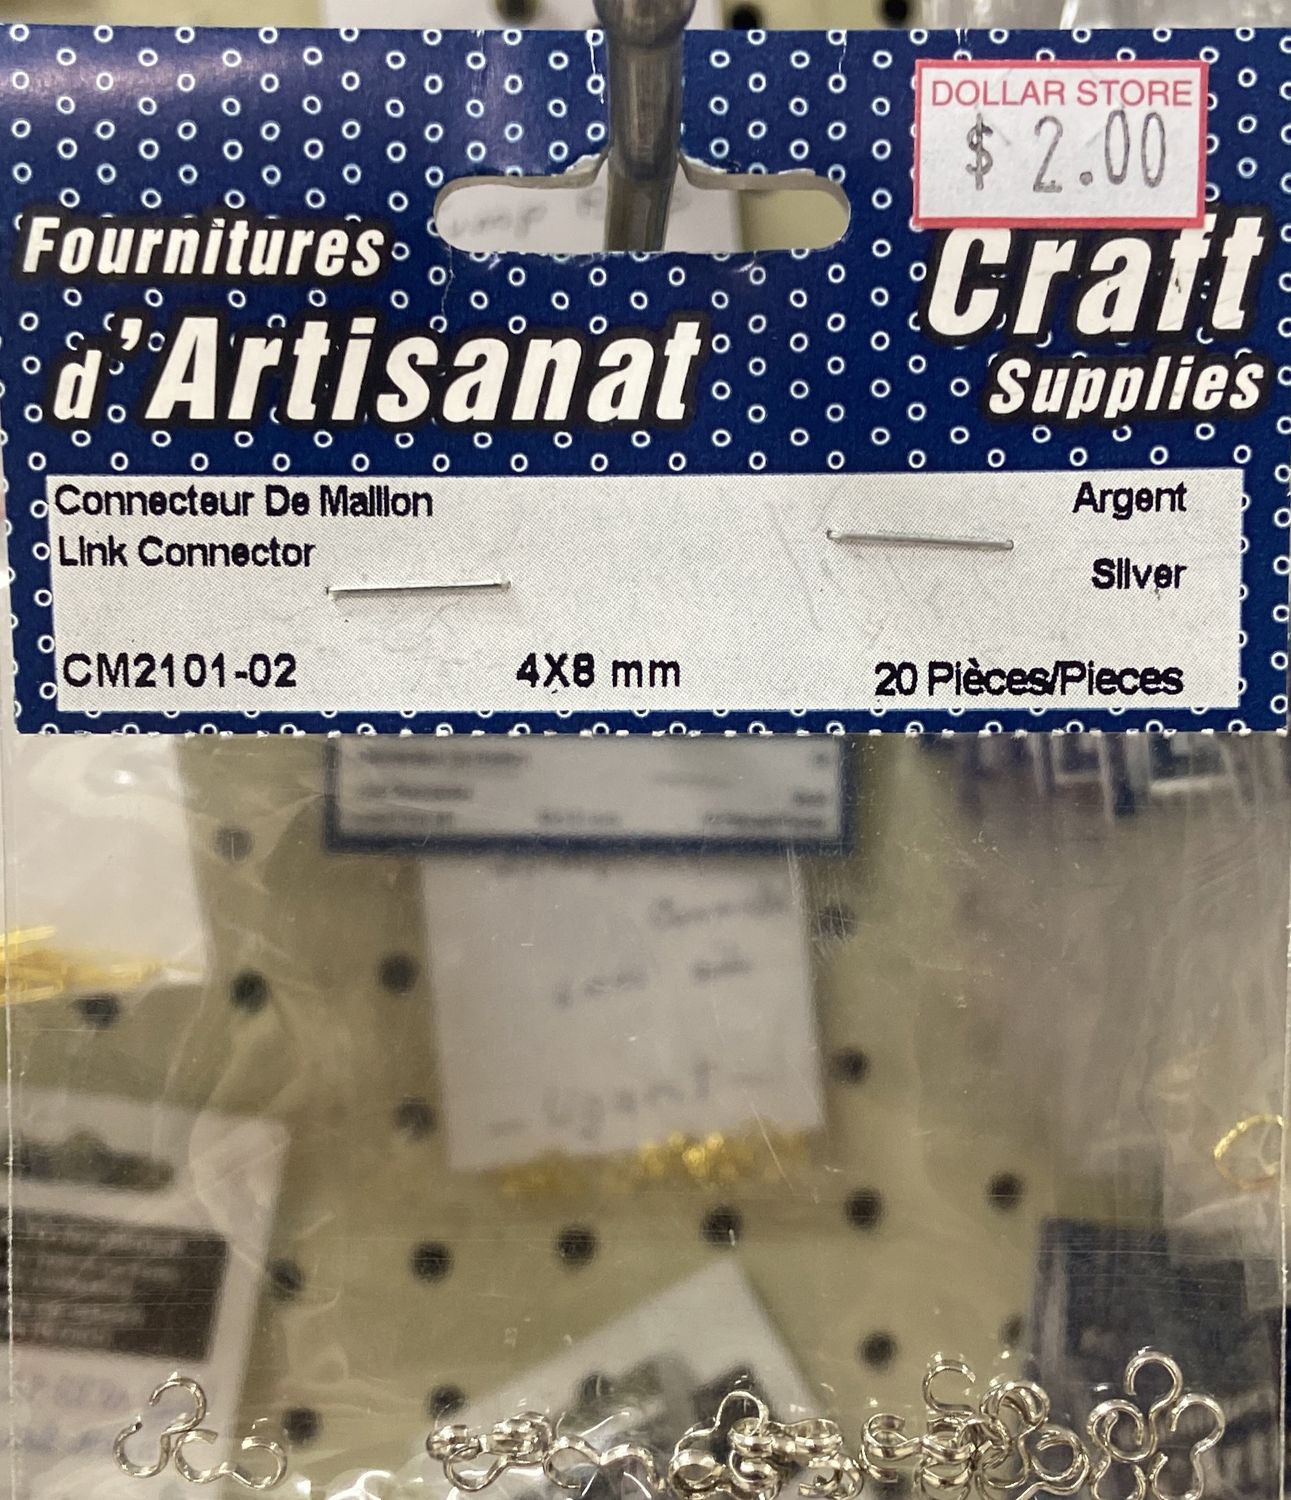 DOLLAR STORE
$ 2.00
Fournitures
d'Artisanat
Craft
Supplies
Connecteur De Maillon
Argent
Link Connector
Silver
CM2101-02
4X8 mm
20 Pièces/Pieces